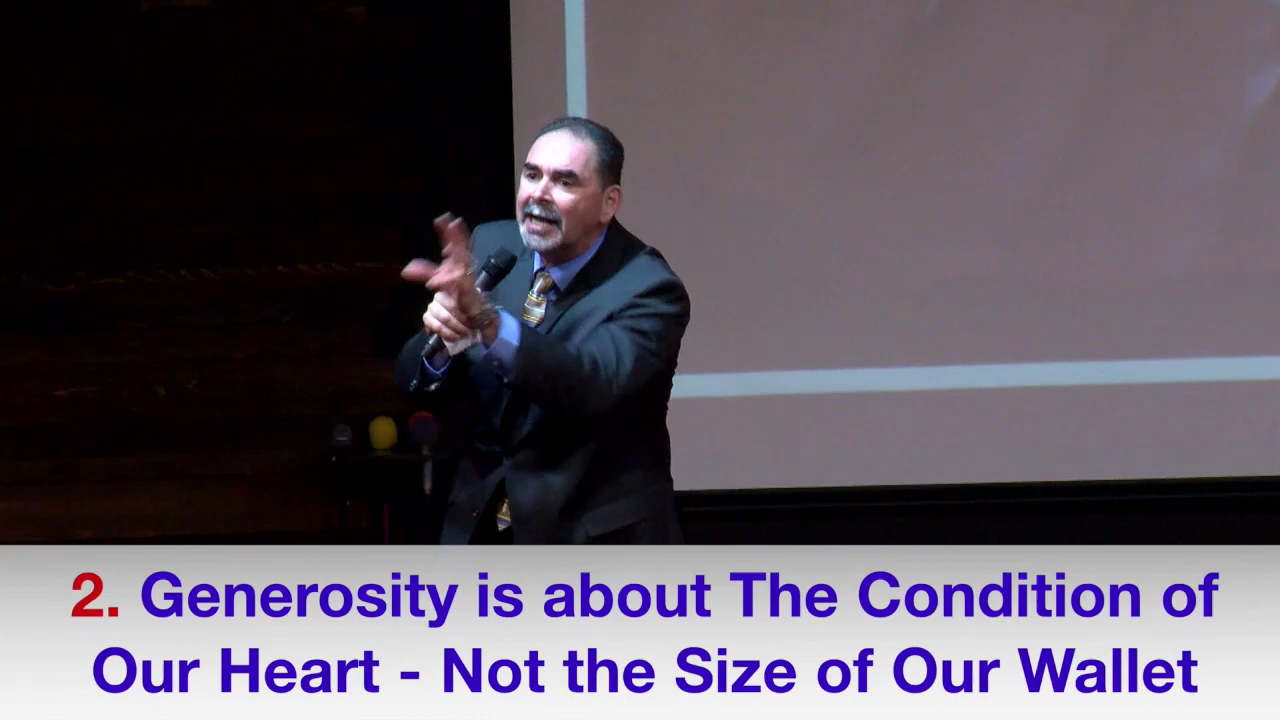 2. Generosity is about The Condition of
Our Heart - Not the Size of Our Wallet